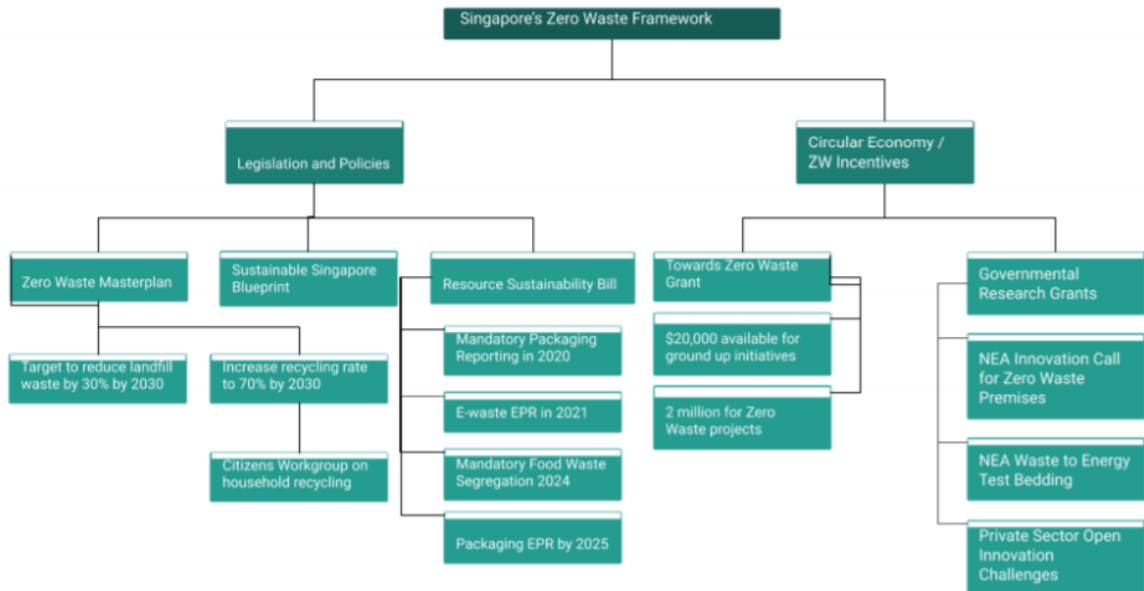 Singapore's Zero Waste Framework
Legislation and Policies
Circular Economy /
ZW Incentives
Zero Waste Masterplan
Sustainable Singapore
Blueprint
Resource Sustainability Bill
Towards Zero Waste
Grant
Governmental
Research Grants
Target to reduce landfill
waste by 30% by 2030
Increase recycling rate
to 70% by 2030
Citizens Workgroup on
household recycling
Mandatory Packaging
Reporting in 2020
E-waste EPR in 2021
Mandatory Food Waste
Segregation 2024
Packaging EPR by 2025
$20,000 available for
ground up initiatives
2 million for Zero
Waste projects
NEA Innovation Call
for Zero Waste
Premises
NEA Waste to Energy
Test Bedding
Private Sector Open
Innovation
Challenges